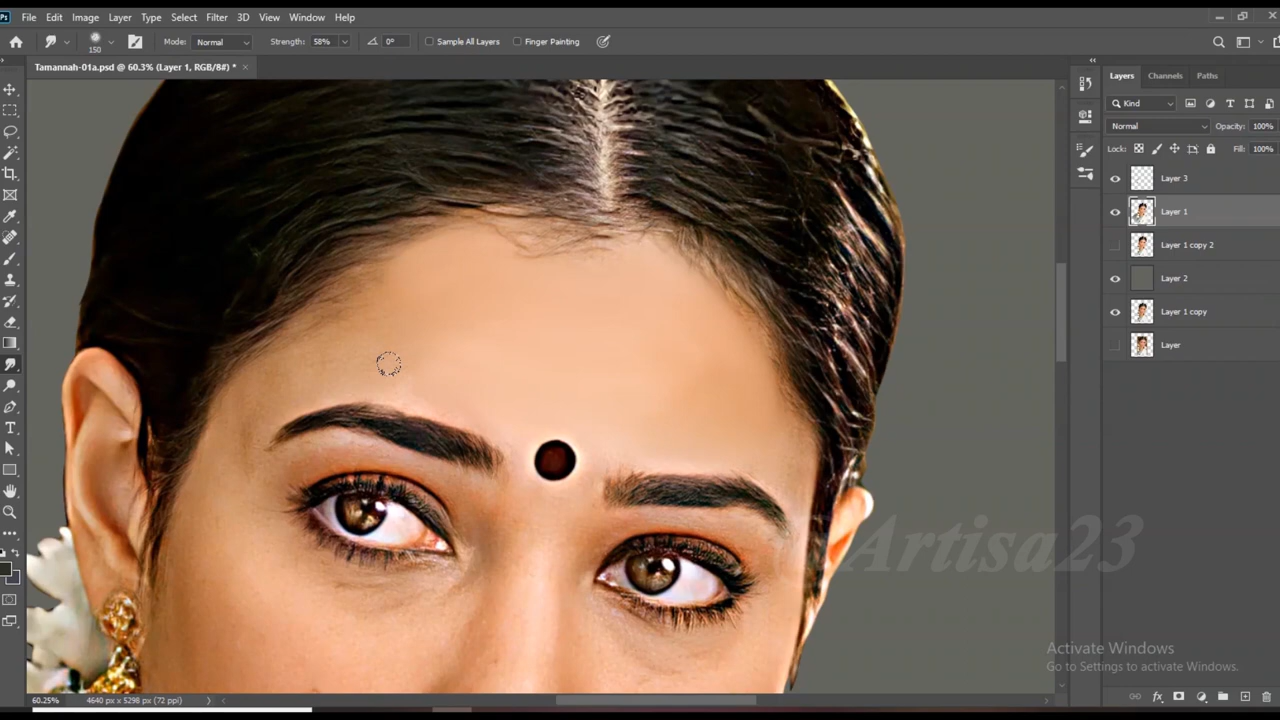 Ps File Edit Image Layer Type Select Filter 3D View Window Help
150 Mode: Normal Strength: 58% 0° Sample All Layers Finger Painting
Tamannah-01a.psd @ 60.3% (Layer 1, RGB/8#) * ×
Layers Channels Paths
Kind
Normal Opacity: 100%
Lock: Fill: 100%
Layer 3
Layer 1
Layer 1 copy 2
Layer 2
Layer 1 copy
Layer
Artisa23
Activate Windows
Go to Settings to activate Windows.
60.25% 4640 px x 5298 px (72 ppi)